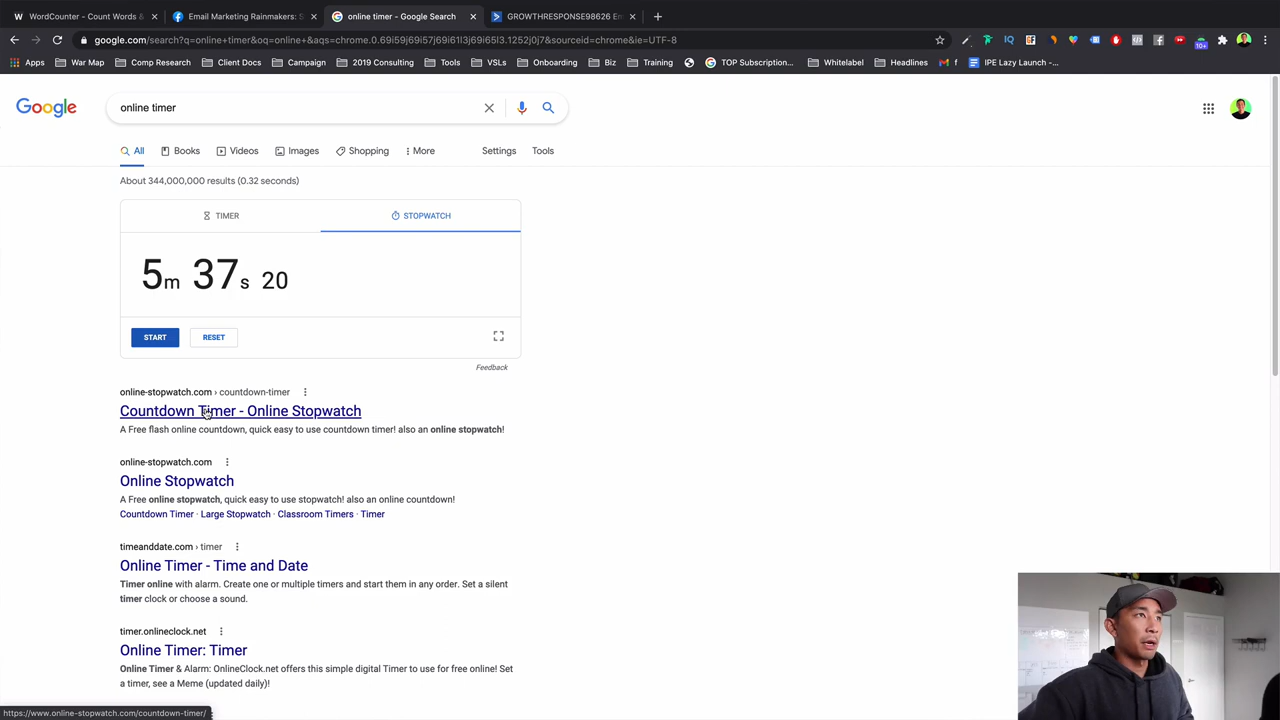 WordCounter - Count Words &
Email Marketing Rainmakers: S
online timer - Google Search
GROWTHRESPONSE98626 Em
google.com/search?q=online+timer&oq=online+&aqs=chrome.0.69i59j69i57j69i61l3j69i65l3.1252j0j7&sourceid=chrome&ie=UTF-8
Apps
War Map
Comp Research
Client Docs
Campaign
2019 Consulting
Tools
VSLs
Onboarding
Biz
Training
TOP Subscription...
Whitelabel
Headlines
f
IPE Lazy Launch -...
Google
online timer
All
Books
Videos
Images
Shopping
More
Settings
Tools
About 344,000,000 results (0.32 seconds)
TIMER
STOPWATCH
5m 37s 20
START
RESET
Feedback
online-stopwatch.com › countdown-timer
Countdown Timer - Online Stopwatch
A Free flash online countdown, quick easy to use countdown timer! also an online stopwatch!
online-stopwatch.com
Online Stopwatch
A Free online stopwatch, quick easy to use stopwatch! also an online countdown!
Countdown Timer · Large Stopwatch · Classroom Timers · Timer
timeanddate.com › timer
Online Timer - Time and Date
Timer online with alarm. Create one or multiple timers and start them in any order. Set a silent
timer clock or choose a sound.
timer.onlineclock.net
Online Timer: Timer
Online Timer & Alarm: OnlineClock.net offers this simple digital Timer to use for free online! Set
a timer, see a Meme (updated daily)!
https://www.online-stopwatch.com/countdown-timer/